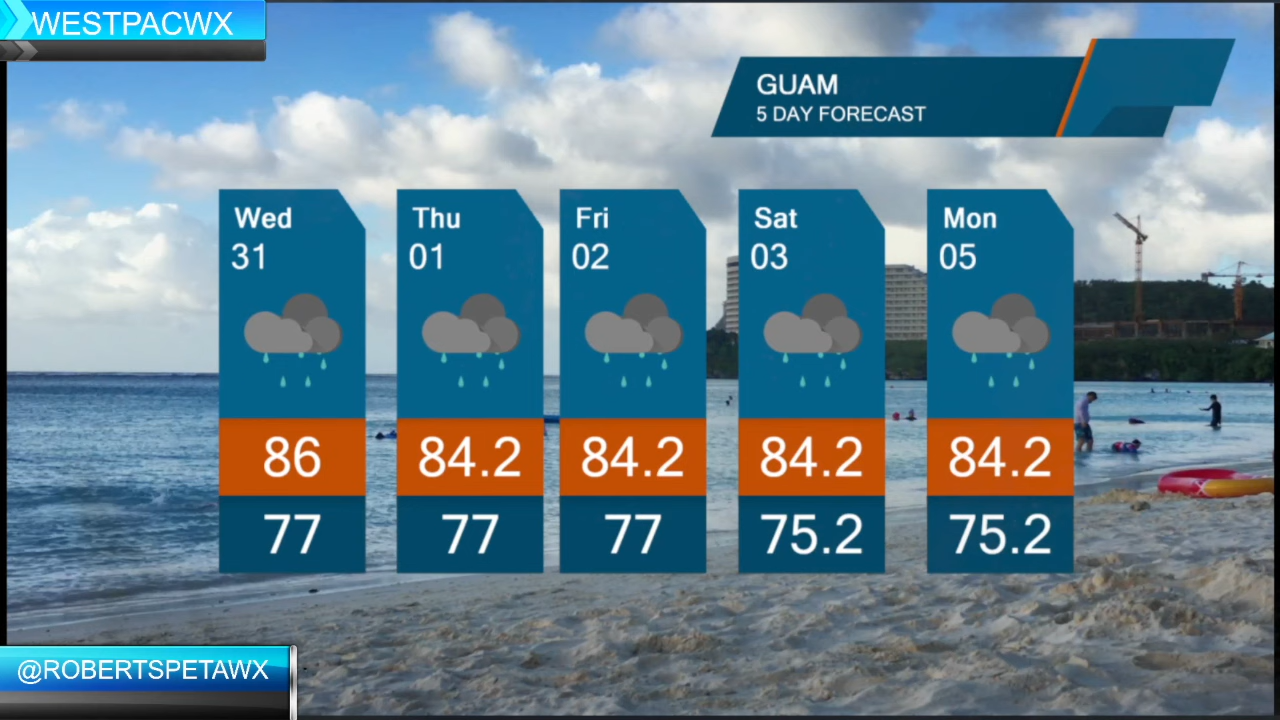 WESTPACWX
GUAM
5 DAY FORECAST
Wed
31
86
77
Thu
01
84.2
77
Fri
02
84.2
77
Sat
03
84.2
75.2
Mon
05
84.2
75.2
@ROBERTSPETAWX